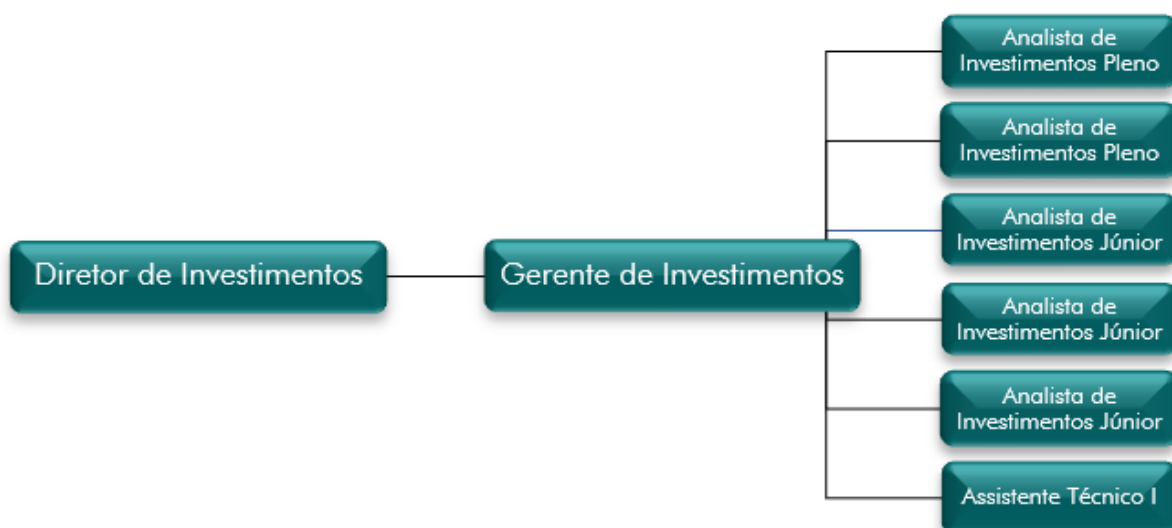 Analista de
Investimentos Pleno
Analista de
Investimentos Pleno
Analista de
Investimentos Júnior
Diretor de Investimentos
Gerente de Investimentos
Analista de
Investimentos Júnior
Analista de
Investimentos Júnior
Assistente Técnico I